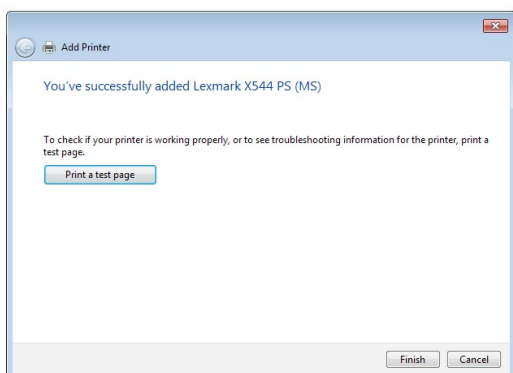 Add Printer
You've successfully added Lexmark X544 PS (MS)
To check if your printer is working properly, or to see troubleshooting information for the printer, print a
test page.
Print a test page
Finish Cancel